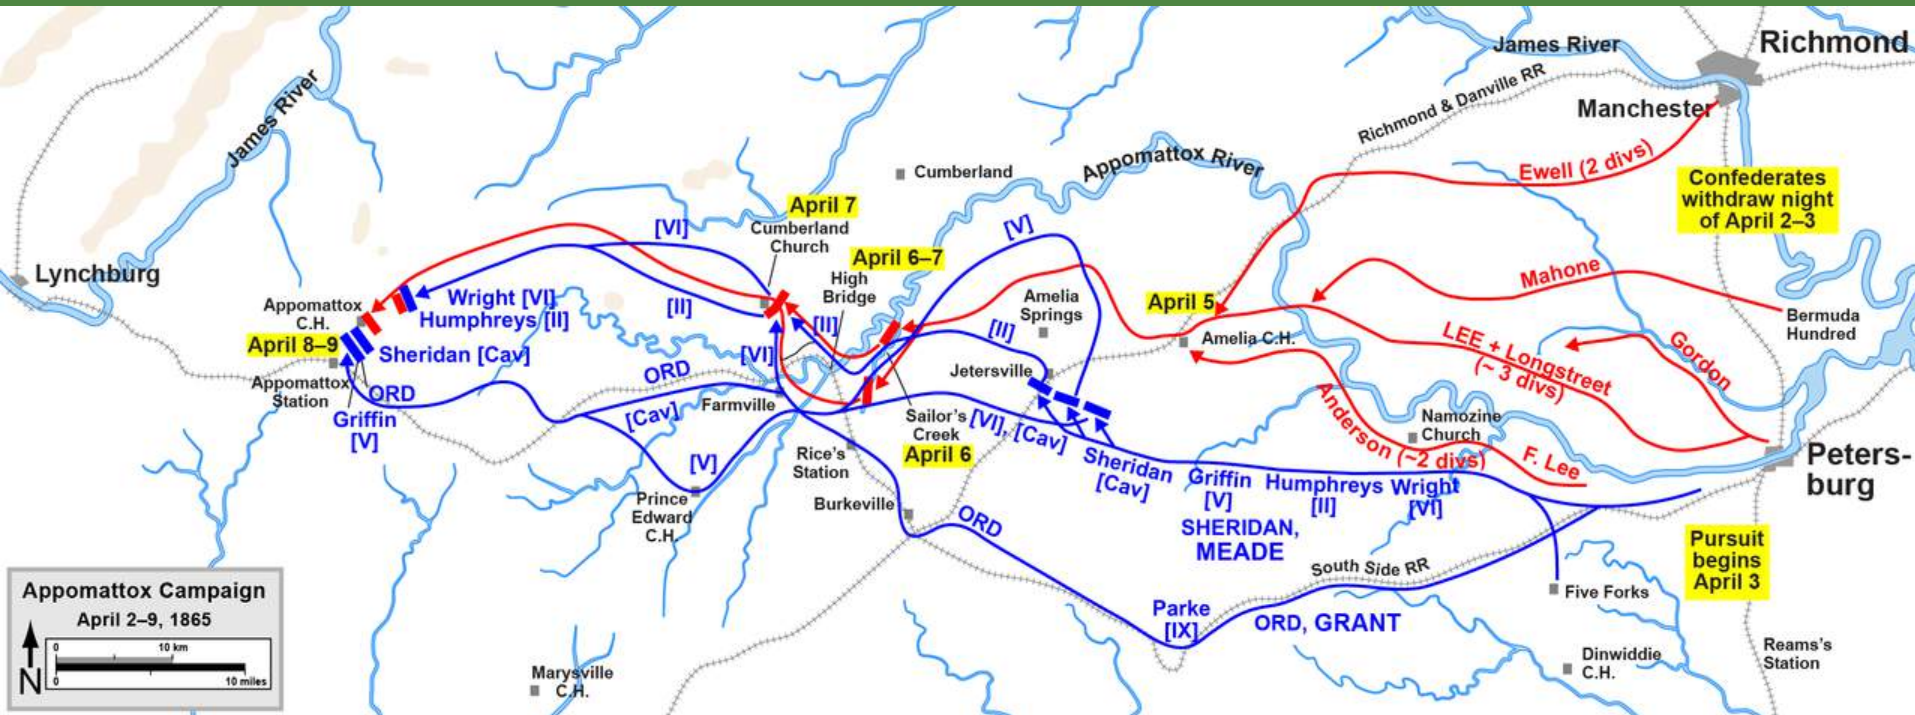 James River
Richmond
Richmond & Danville RR
Manchester
James River
Ewell (2 divs)
Appomattox River
Cumberland
Confederates
withdraw night
of April 2–3
April 7
Cumberland
Church
[VI]
[V]
April 6–7
High
Bridge
Lynchburg
Mahone
Bermuda
Hundred
Appomattox
C.H.
Wright [VI]
Humphreys [II]
[II]
[II]
Amelia
Springs
[II]
April 5
Amelia C.H.
LEE + Longstreet
(~ 3 divs)
Gordon
April 8–9
Sheridan [Cav]
[VI]
Jetersville
Appomattox
Station
ORD
ORD
Griffin
[V]
[Cav]
Farmville
Sailor's
Creek
April 6
[VI], [Cav]
Anderson (~2 divs)
Namozine
Church
F. Lee
Peters-
burg
[V]
Rice's
Station
Prince
Edward
C.H.
Burkeville
ORD
Sheridan
[Cav]
Griffin
[V]
Humphreys
[II]
Wright
[VI]
SHERIDAN,
MEADE
Pursuit
begins
April 3
South Side RR
Five Forks
Parke
[IX]
ORD, GRANT
Dinwiddie
C.H.
Reams's
Station
Marysville
C.H.
Appomattox Campaign
April 2–9, 1865
0 10 km
0 10 miles
N